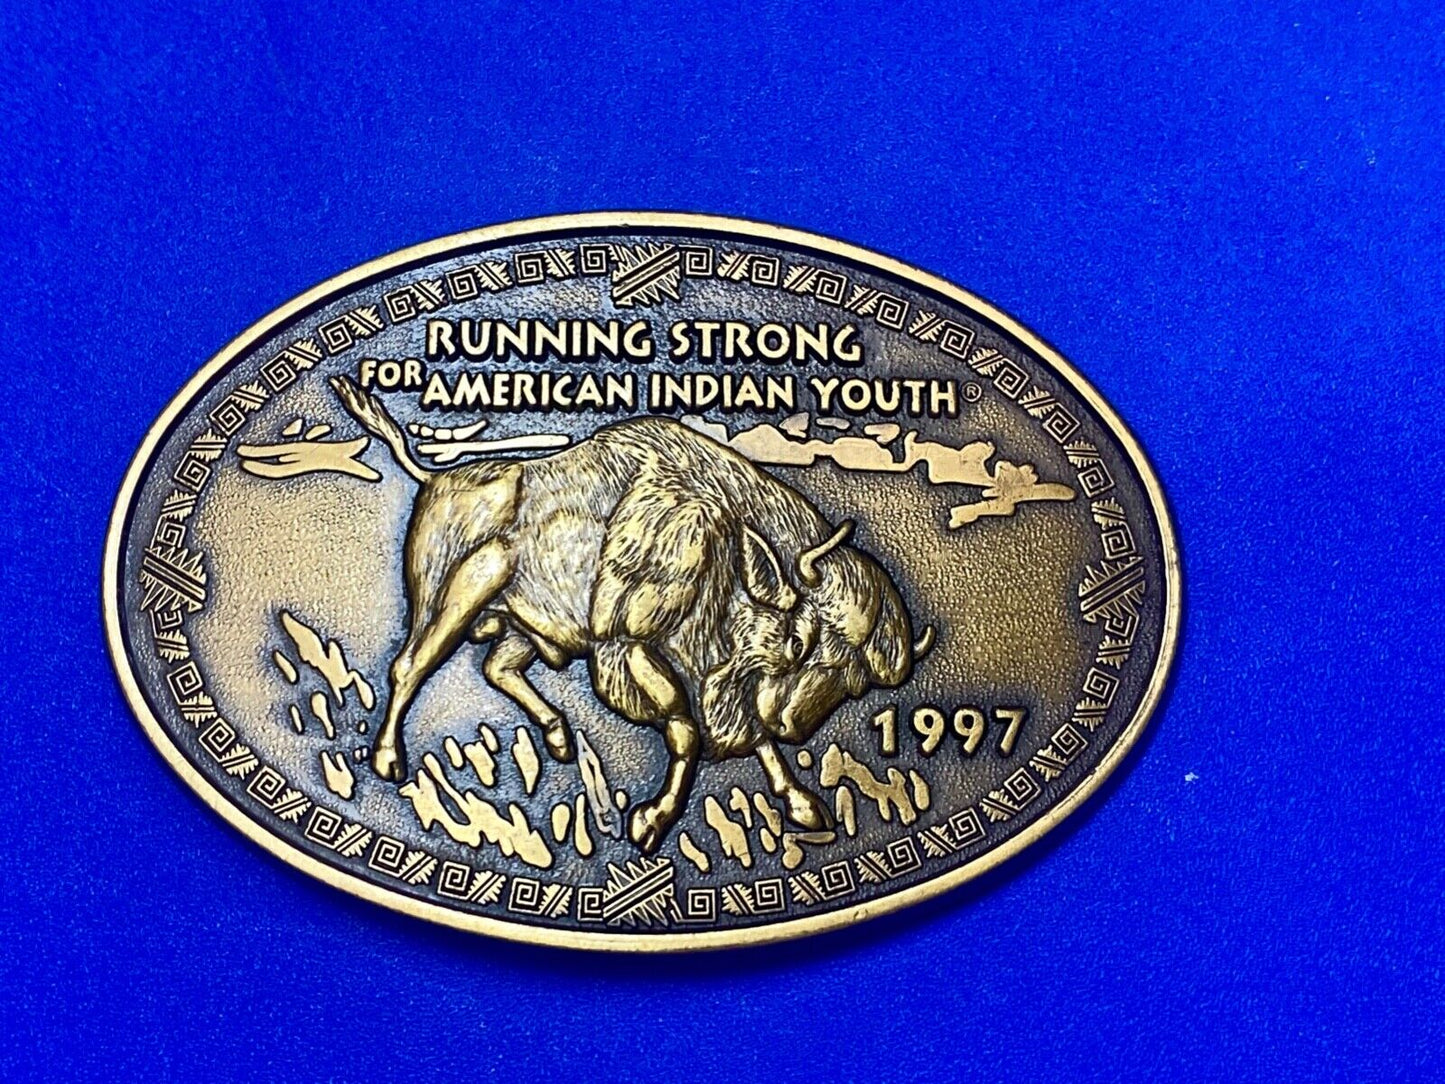 RUNNING STRONG
FOR AMERICAN INDIAN YOUTH®
1997